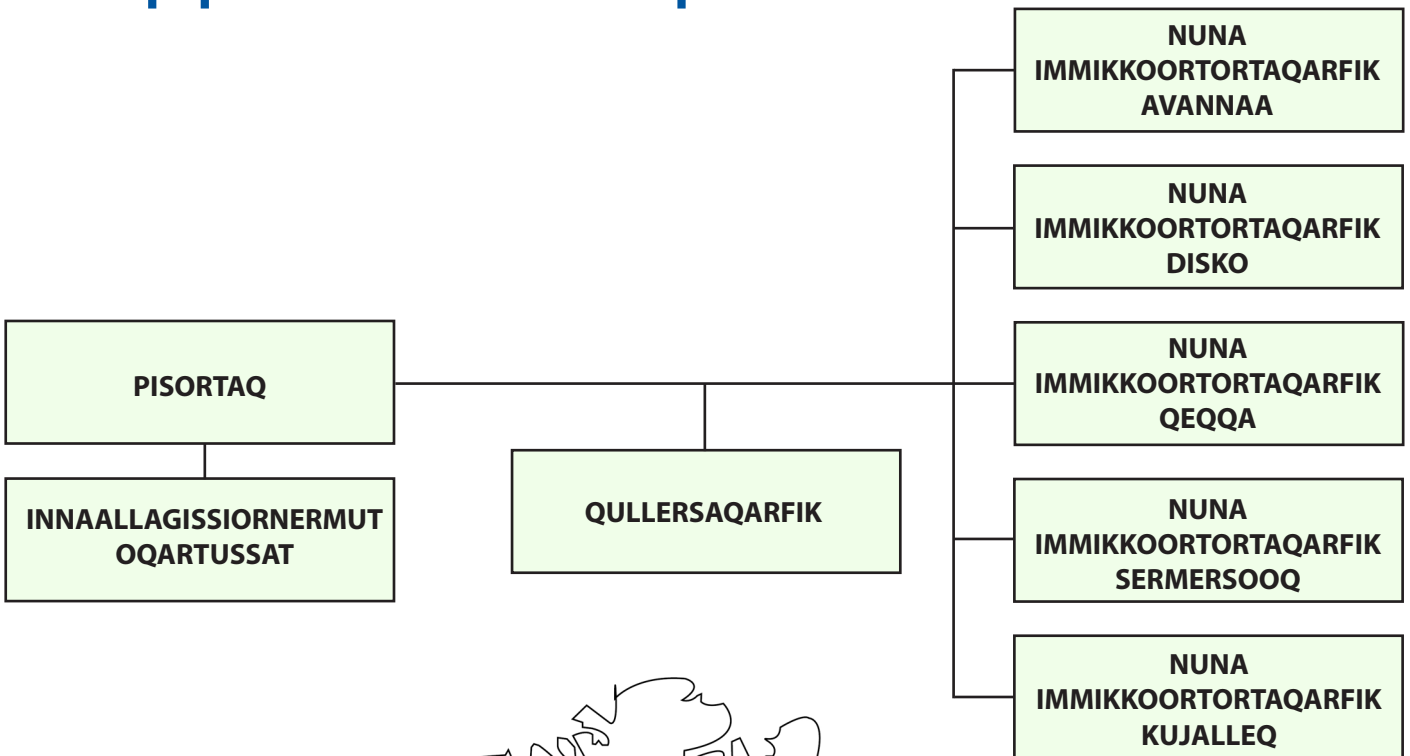 PISORTAQ
INNAALLAGISSIORNERMUT
OQARTUSSAT
QULLERSAQARFIK
NUNA
IMMIKKOORTORTAQARFIK
AVANNAA
NUNA
IMMIKKOORTORTAQARFIK
DISKO
NUNA
IMMIKKOORTORTAQARFIK
QEQQA
NUNA
IMMIKKOORTORTAQARFIK
SERMERSOOQ
NUNA
IMMIKKOORTORTAQARFIK
KUJALLEQ